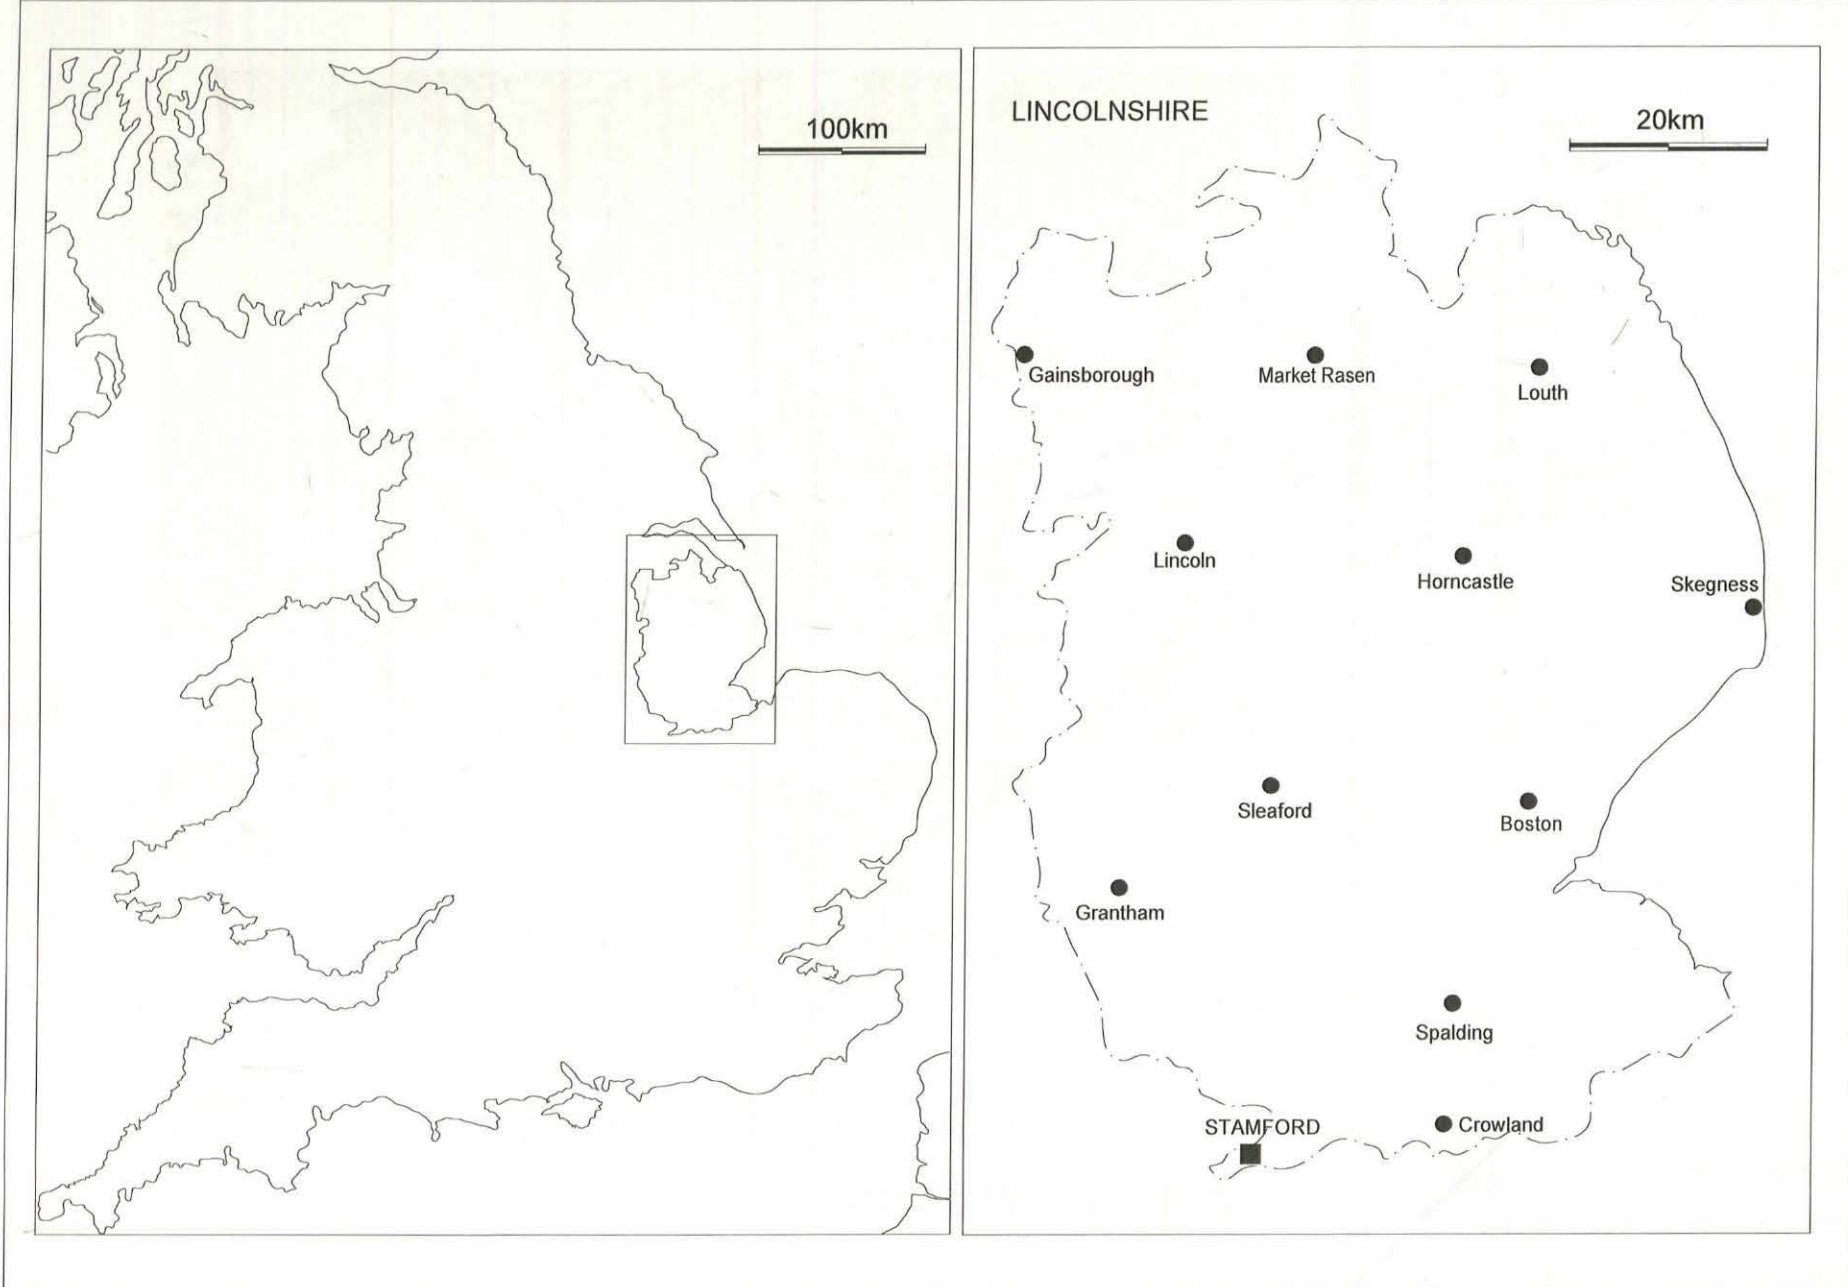 100km
LINCOLNSHIRE
20km
Gainsborough
Market Rasen
Louth
Lincoln
Horncastle
Skegness
Sleaford
Boston
Grantham
Spalding
STAMFORD
Crowland